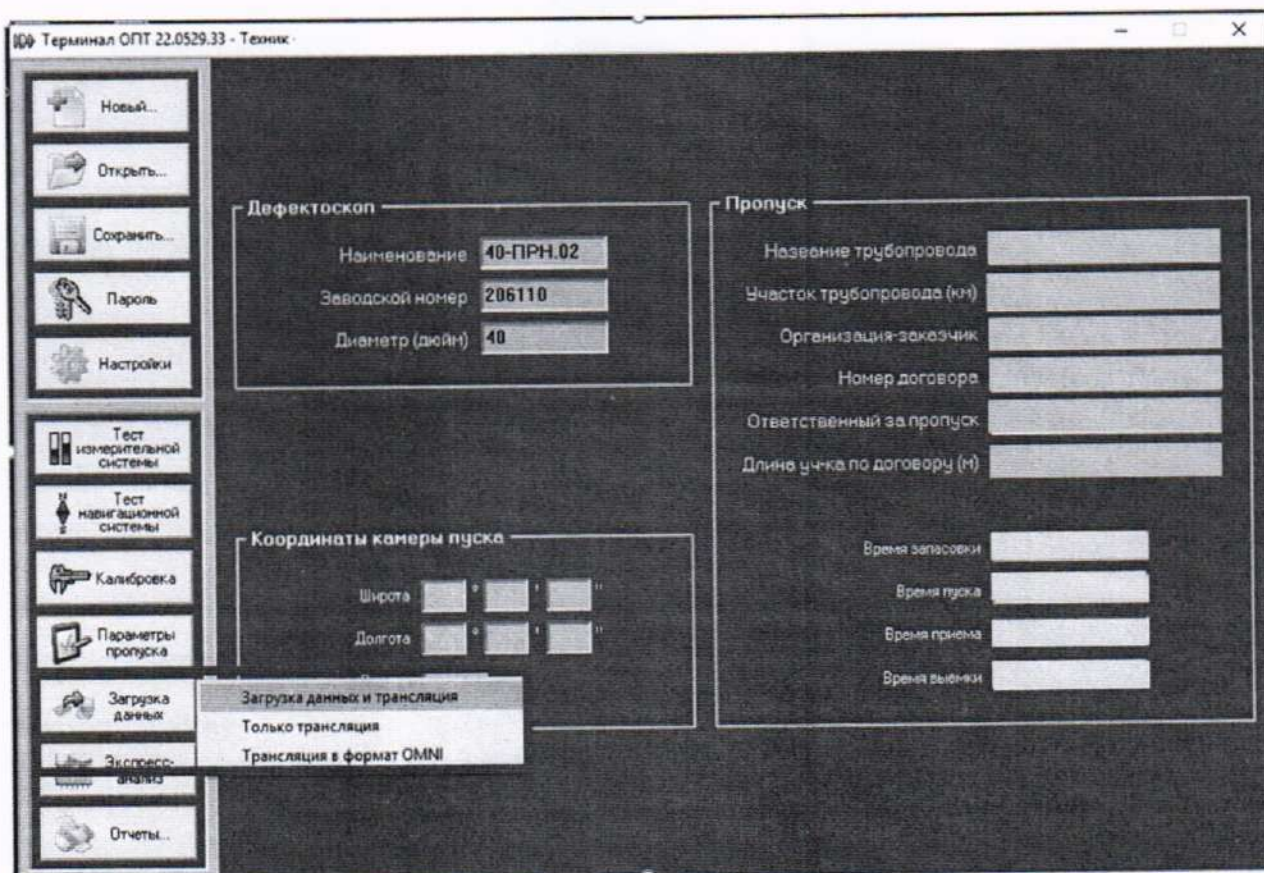 Терминал ОПТ 22.0529.33 - Техник
Новый...
Открыть...
Сохранить...
Пароль
Настройки
Тест
измерительной
системы
Тест
навигационной
системы
Калибровка
Параметры
пропуска
Загрузка
данных
Экспресс-
анализ
Отчеты...
Дефектоскоп
Наименование 40-ПРН.02
Заводской номер 206110
Диаметр (дюйм) 40
Координаты камеры пуска
Широта ° ' "
Долгота ° ' "
Загрузка данных и трансляция
Только трансляция
Трансляция в формат OMNI
Пропуск
Название трубопровода
Участок трубопровода (км)
Организация-заказчик
Номер договора
Ответственный за пропуск
Длина уч-ка по договору (м)
Время запасовки
Время пуска
Время приема
Время выемки